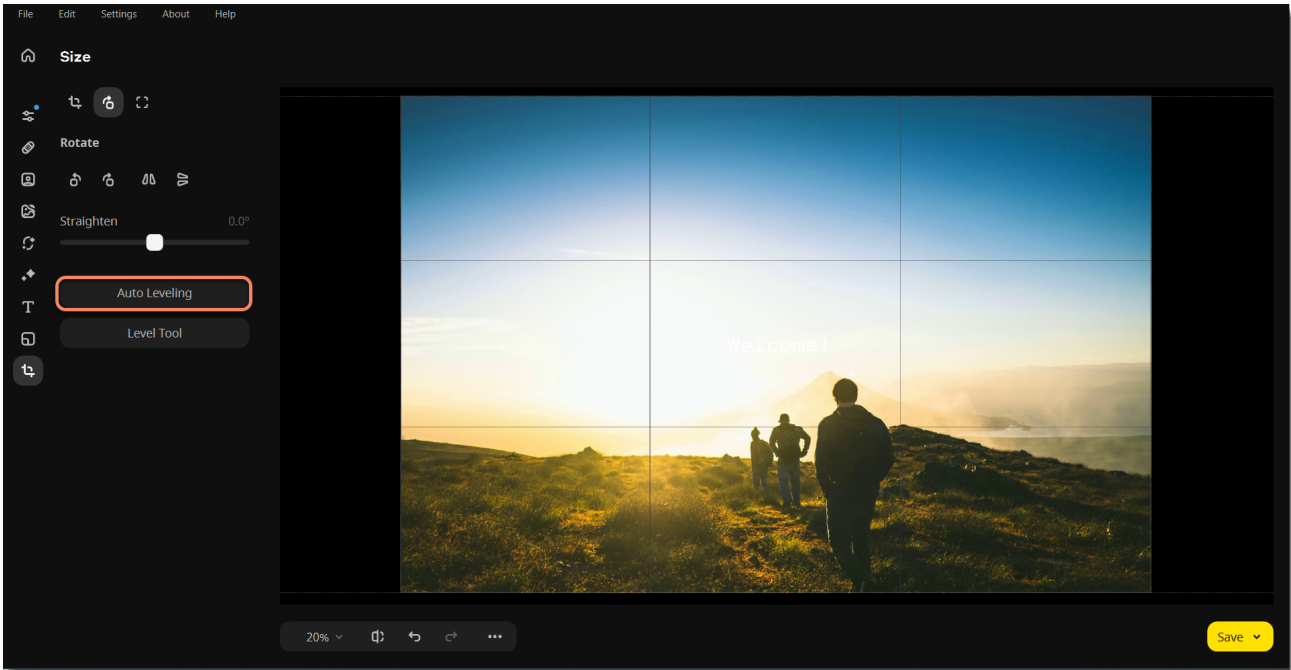 File Edit Settings About Help
Size
Rotate
Straighten 0.0°
Auto Leveling
Level Tool
Welcome!
20%
Save